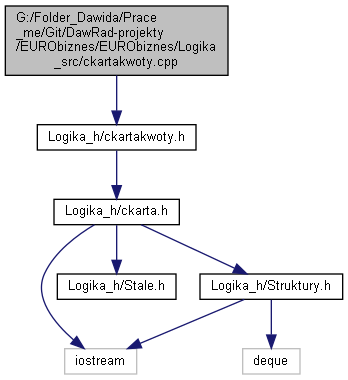 G:/Folder_Dawida/Prace
_me/Git/DawRad-projekty
/EURObiznes/EURObiznes/Logika
_src/ckartakwoty.cpp
Logika_h/ckartakwoty.h
Logika_h/ckarta.h
Logika_h/Stale.h
Logika_h/Struktury.h
iostream
deque